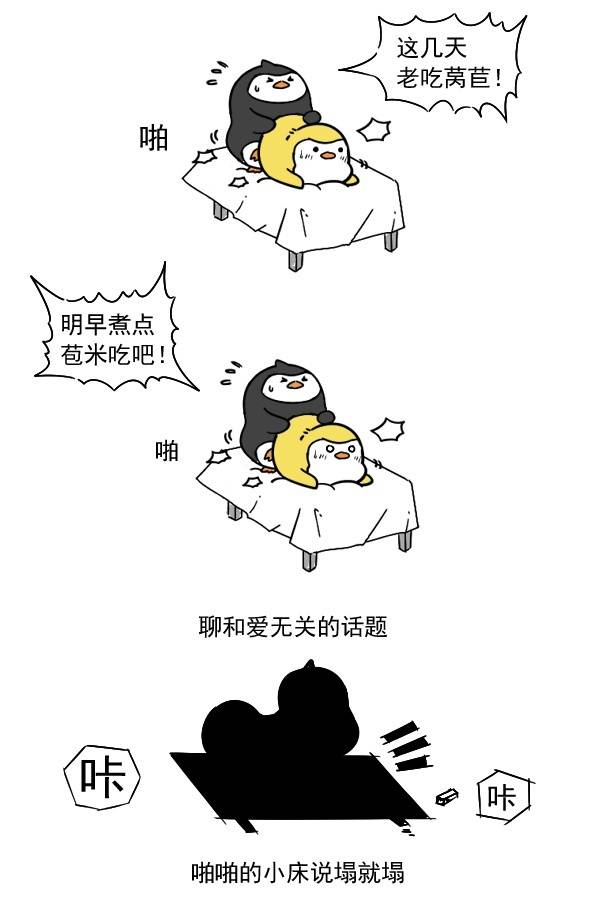 这几天
老吃莴苣！
啪
明早煮点
苞米吃吧！
啪
聊和爱无关的话题
咔
咔
啪啪的小床说塌就塌